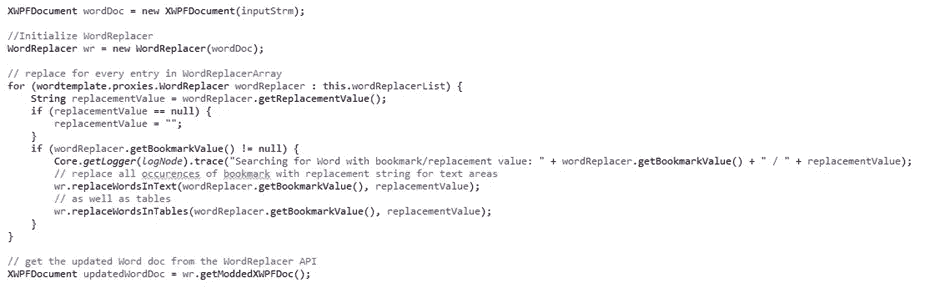 XWPFDocument wordDoc = new XWPFDocument(inputStrm);

//Initialize WordReplacer
WordReplacer wr = new WordReplacer(wordDoc);

// replace for every entry in WordReplacerArray
for (wordtemplate.proxies.WordReplacer wordReplacer : this.wordReplacerList) {
    String replacementValue = wordReplacer.getReplacementValue();
    if (replacementValue == null) {
        replacementValue = "";
    }
    if (wordReplacer.getBookmarkValue() != null) {
        Core.getLogger(logNode).trace("Searching for Word with bookmark/replacement value: " + wordReplacer.getBookmarkValue() + " / " + replacementValue);
        // replace all occurences of bookmark with replacement string for text areas
        wr.replaceWordsInText(wordReplacer.getBookmarkValue(), replacementValue);
        // as well as tables
        wr.replaceWordsInTables(wordReplacer.getBookmarkValue(), replacementValue);
    }
}

// get the updated Word doc from the WordReplacer API
XWPFDocument updatedWordDoc = wr.getModdedXWPFDoc();